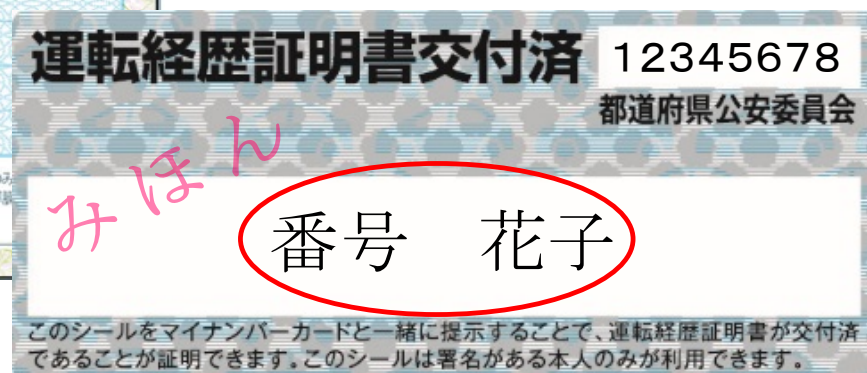 運転経歴証明書交付済 12345678
都道府県公安委員会
みほん
番号 花子
このシールをマイナンバーカードと一緒に提示することで、運転経歴証明書が交付済
であることが証明できます。このシールは署名がある本人のみが利用できます。